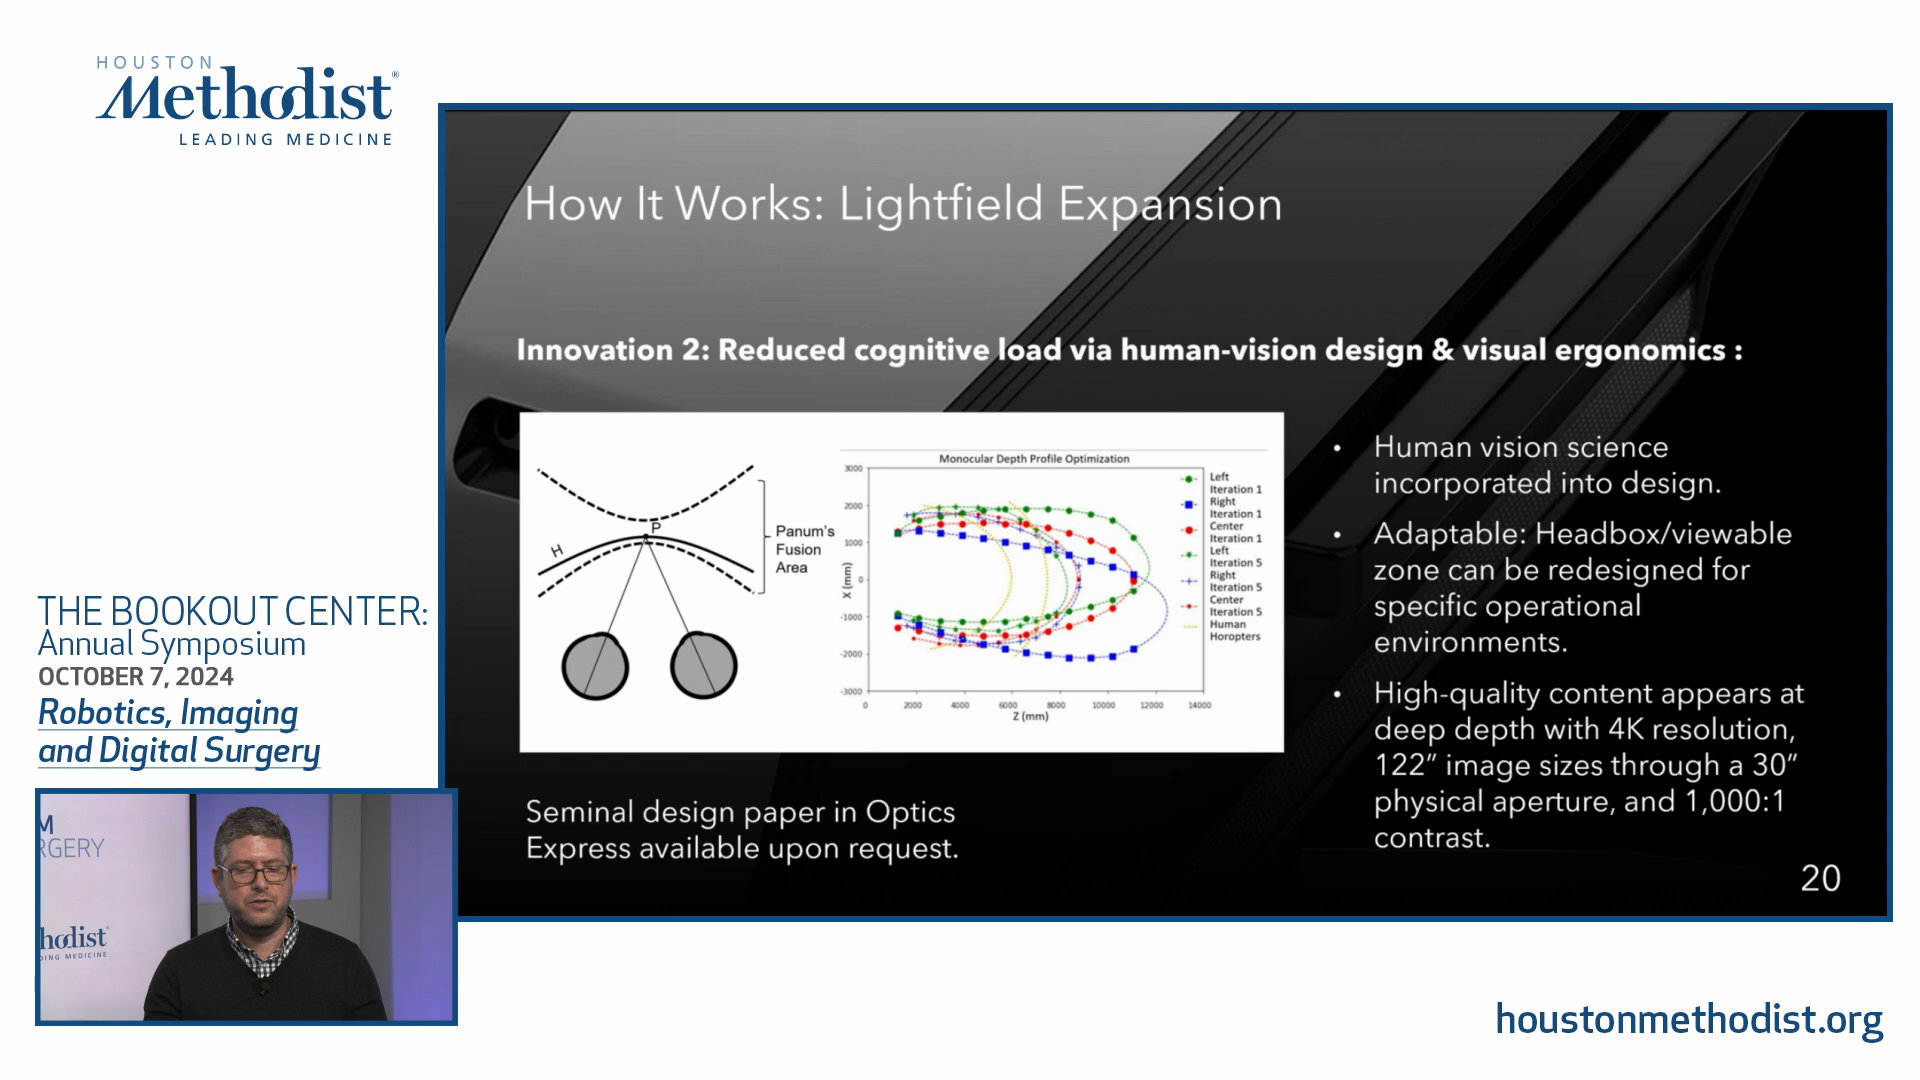 HOUSTON
Methodist®
LEADING MEDICINE
How It Works: Lightfield Expansion
Innovation 2: Reduced cognitive load via human-vision design & visual ergonomics :
P
H
Panum's
Fusion
Area
Monocular Depth Profile Optimization
3000
2000
1000
0
-1000
-2000
-3000
X (mm)
0 2000 4000 6000 8000 10000 12000 14000
Z (mm)
Left
Iteration 1
Right
Iteration 1
Center
Iteration 1
Left
Iteration 5
Right
Iteration 5
Center
Iteration 5
Human
Horopters
• Human vision science
incorporated into design.
• Adaptable: Headbox/viewable
zone can be redesigned for
specific operational
environments.
• High-quality content appears at
deep depth with 4K resolution,
122” image sizes through a 30”
physical aperture, and 1,000:1
contrast.
Seminal design paper in Optics
Express available upon request.
20
THE BOOKOUT CENTER:
Annual Symposium
OCTOBER 7, 2024
Robotics, Imaging
and Digital Surgery
M
RGERY
hodist
DING MEDICINE
houstonmethodist.org